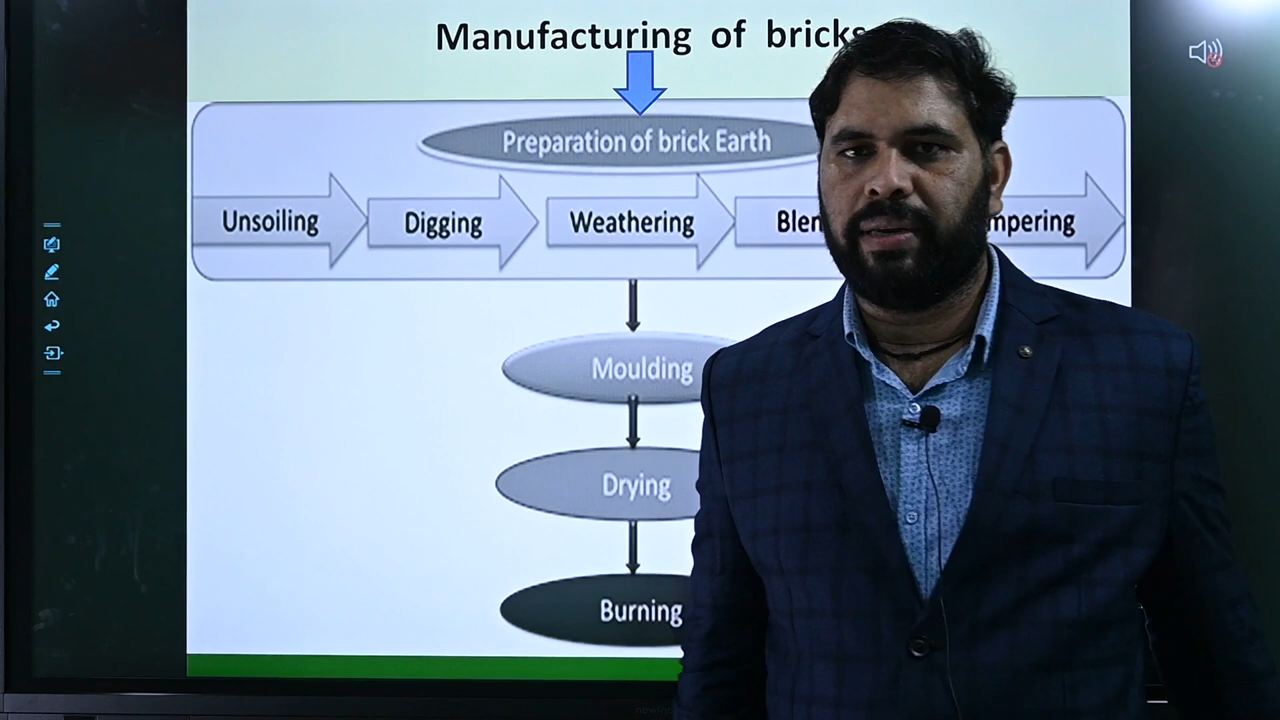 Manufacturing of bricks
Preparation of brick Earth
Unsoiling
Digging
Weathering
Moulding
Drying
Burning